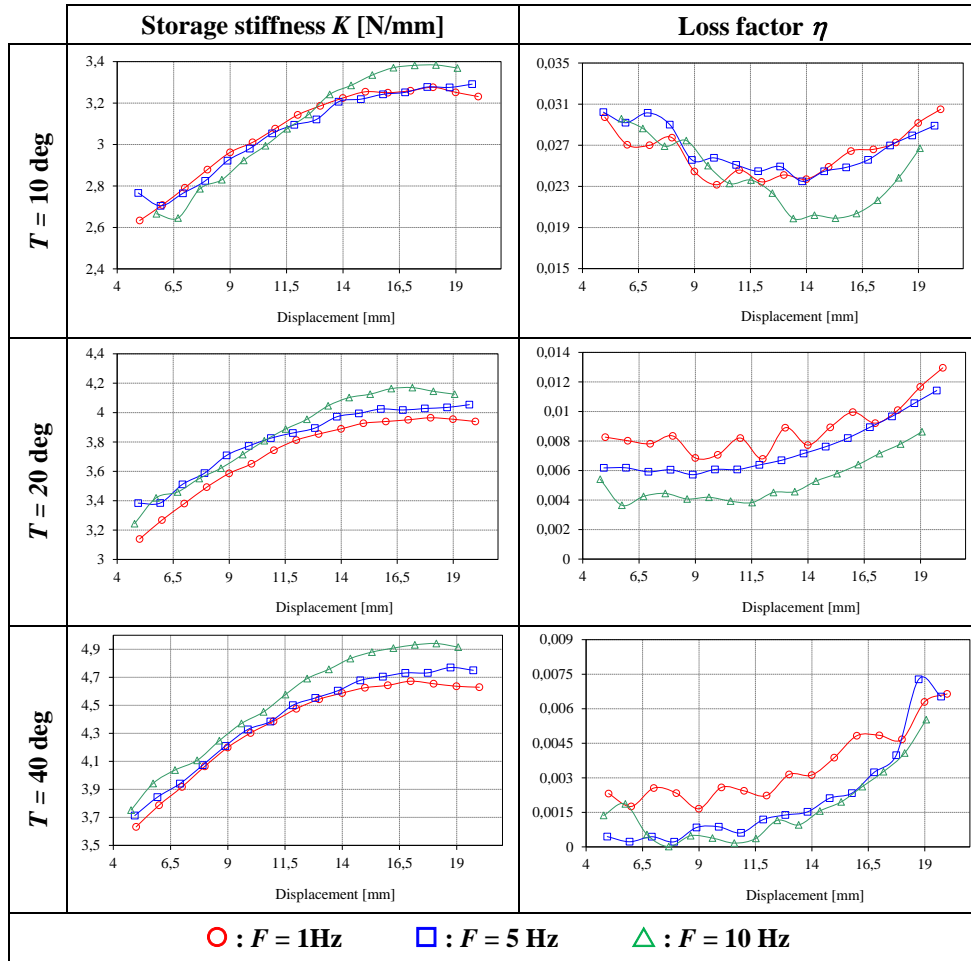 Storage stiffness K [N/mm]
Loss factor η
T = 10 deg
3,4
3,2
3
2,8
2,6
2,4
4 6,5 9 11,5 14 16,5 19
Displacement [mm]
0,035
0,031
0,027
0,023
0,019
0,015
4 6,5 9 11,5 14 16,5 19
Displacement [mm]
T = 20 deg
4,4
4,2
4
3,8
3,6
3,4
3,2
3
4 6,5 9 11,5 14 16,5 19
Displacement [mm]
0,014
0,012
0,01
0,008
0,006
0,004
0,002
0
4 6,5 9 11,5 14 16,5 19
Displacement [mm]
T = 40 deg
4,9
4,7
4,5
4,3
4,1
3,9
3,7
3,5
4 6,5 9 11,5 14 16,5 19
Displacement [mm]
0,009
0,0075
0,006
0,0045
0,003
0,0015
0
4 6,5 9 11,5 14 16,5 19
Displacement [mm]
: F = 1Hz : F = 5 Hz : F = 10 Hz